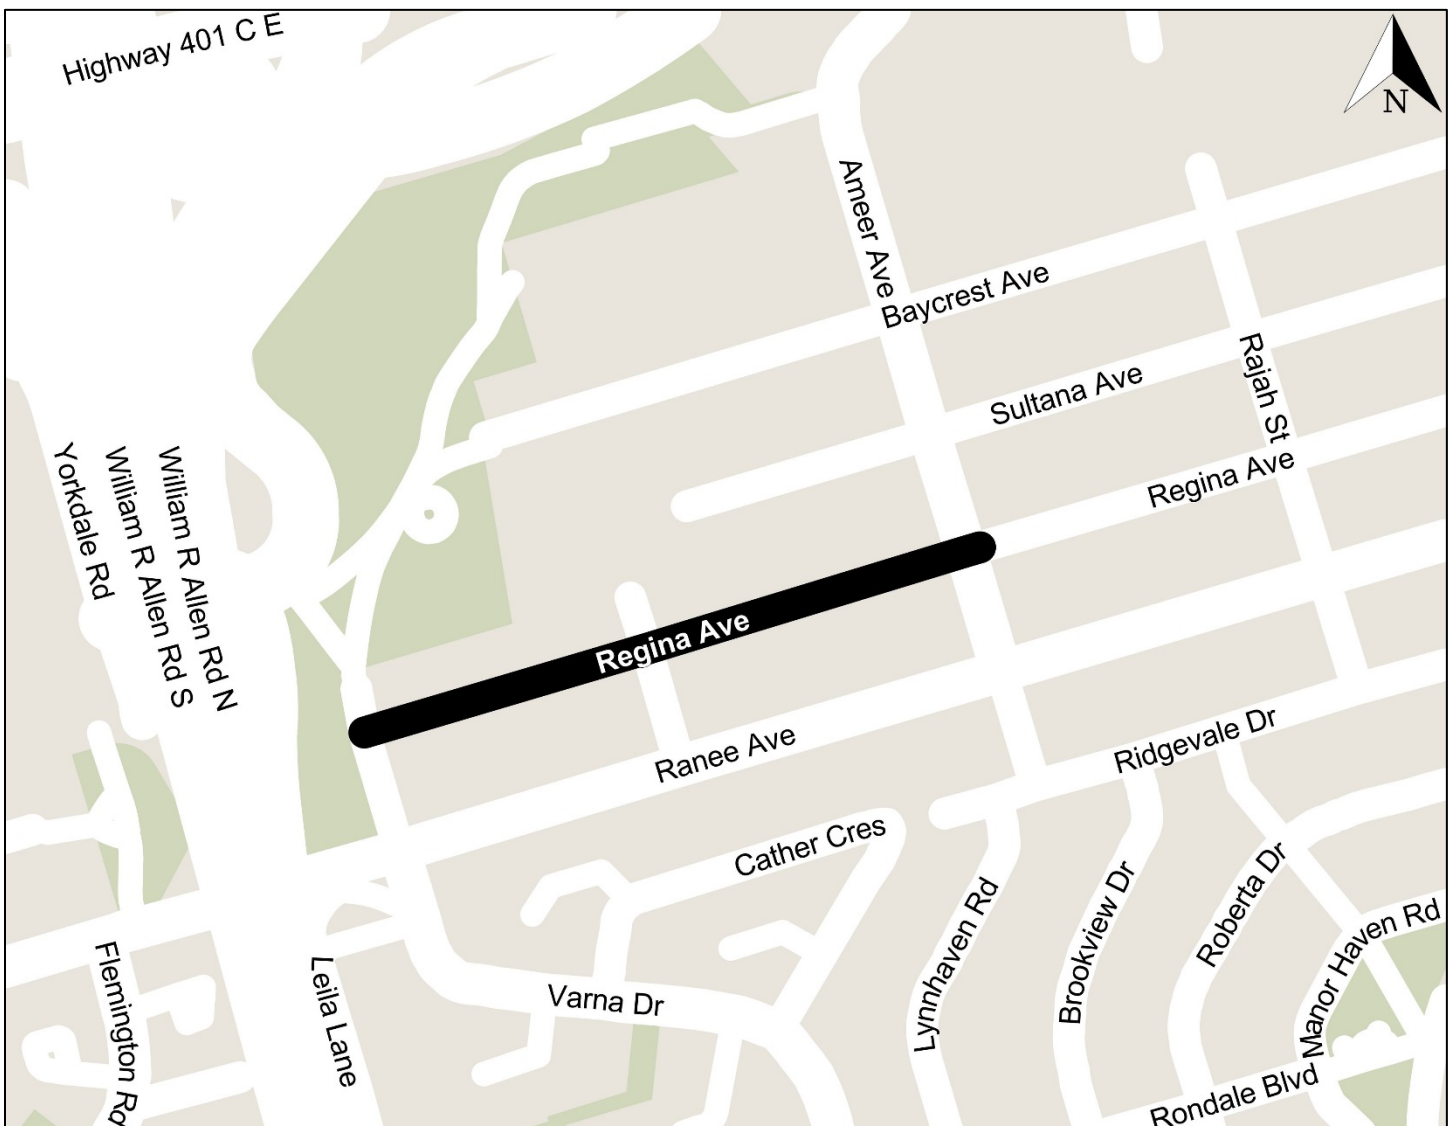 Highway 401 C E
N
Ameer Ave
Baycrest Ave
Rajah St
Sultana Ave
Regina Ave
Yorkdale Rd
William R Allen Rd S
William R Allen Rd N
Regina Ave
Ranee Ave
Ridgevale Dr
Cather Cres
Roberta Dr
Brookview Dr
Lynnhaven Rd
Manor Haven Rd
Flemington Rd
Leila Lane
Varna Dr
Rondale Blvd